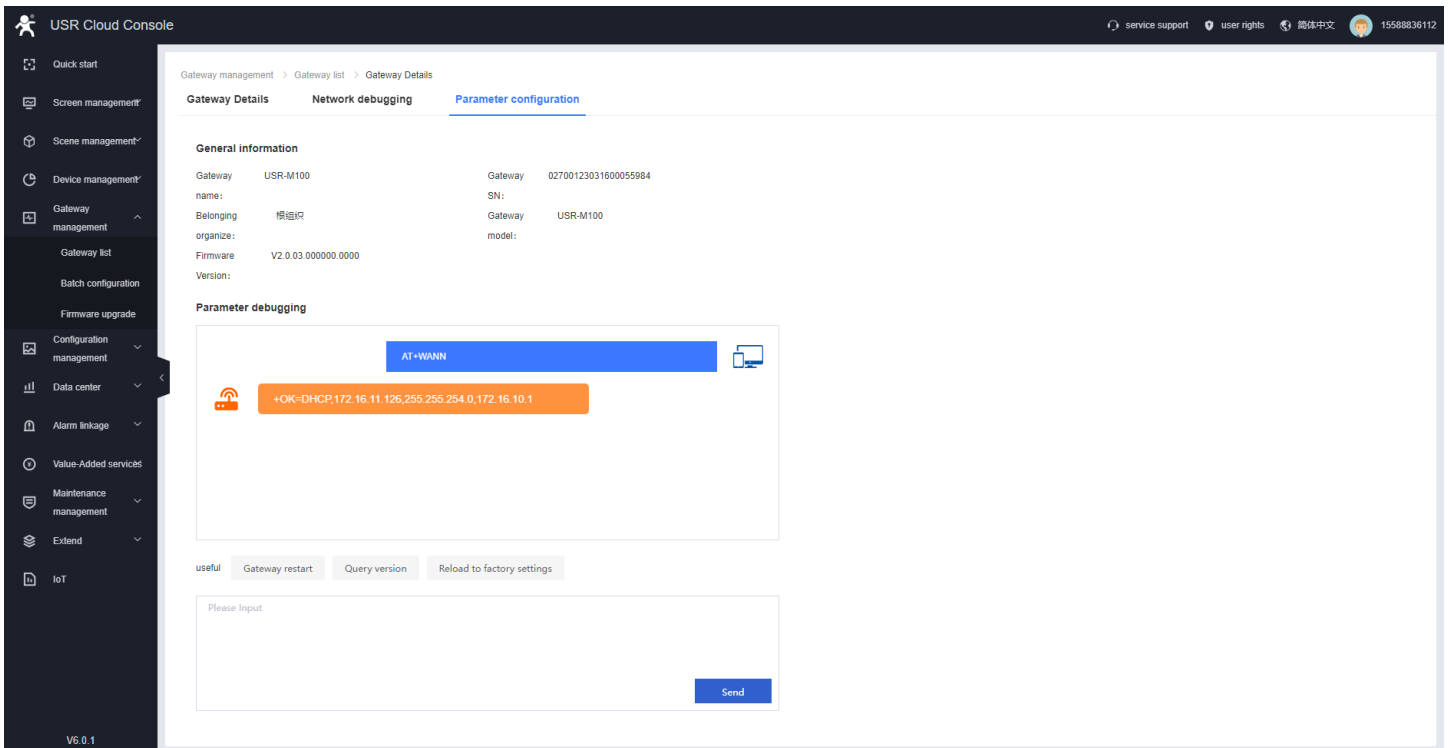 USR Cloud Console
service support
user rights
简体中文
15588836112
Quick start
Screen management
Scene management
Device management
Gateway
management
Gateway list
Batch configuration
Firmware upgrade
Configuration
management
Data center
Alarm linkage
Value-Added services
Maintenance
management
Extend
IoT
V6.0.1
Gateway management > Gateway list > Gateway Details
Gateway Details
Network debugging
Parameter configuration
General information
Gateway USR-M100
name:
Gateway 02700123031600055984
SN:
Belonging 根组织
organize:
Gateway USR-M100
model:
Firmware V2.0.03.000000.0000
Version:
Parameter debugging
AT+WANN
+OK=DHCP,172.16.11.126,255.255.254.0,172.16.10.1
useful
Gateway restart
Query version
Reload to factory settings
Please Input
Send